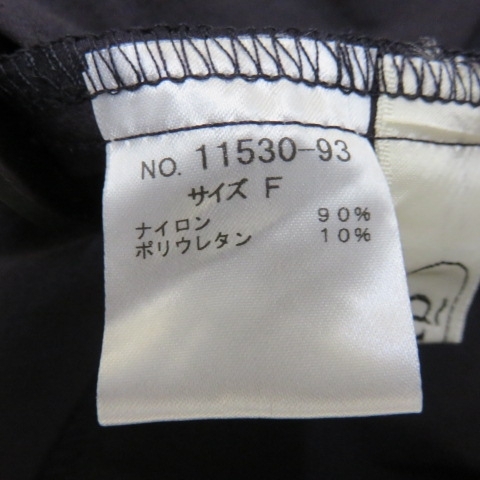 NO. 11530-93
サイズ F
ナイロン 90%
ポリウレタン 10%